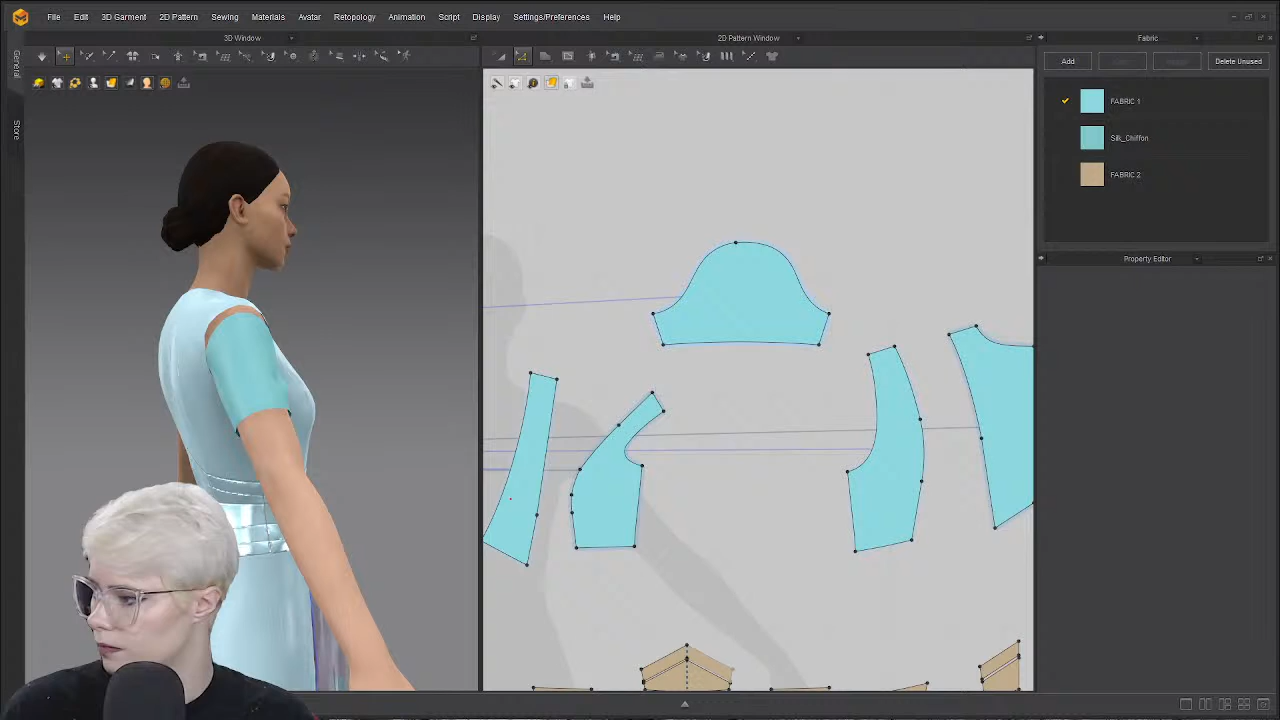 File Edit 3D Garment 2D Pattern Sewing Materials Avatar Retopology Animation Script Display Settings/Preferences Help
3D Window
2D Pattern Window
Fabric
General
Store
Add
Delete Unused
FABRIC 1
Silk_Chiffon
FABRIC 2
Property Editor